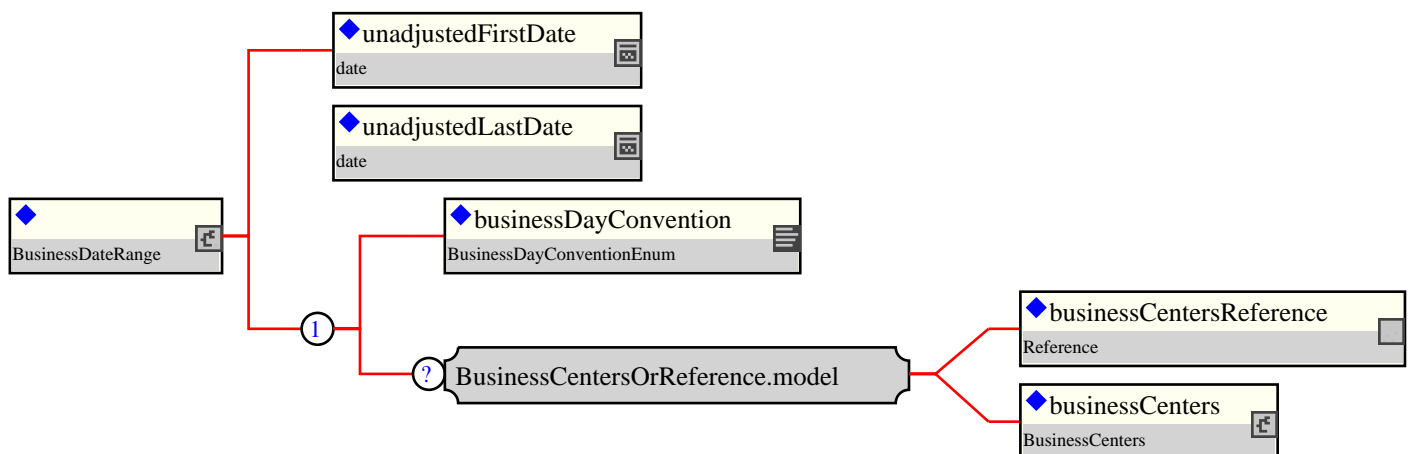 unadjustedFirstDate
date
unadjustedLastDate
date
BusinessDateRange
businessDayConvention
BusinessDayConventionEnum
1
?
BusinessCentersOrReference.model
businessCentersReference
Reference
businessCenters
BusinessCenters